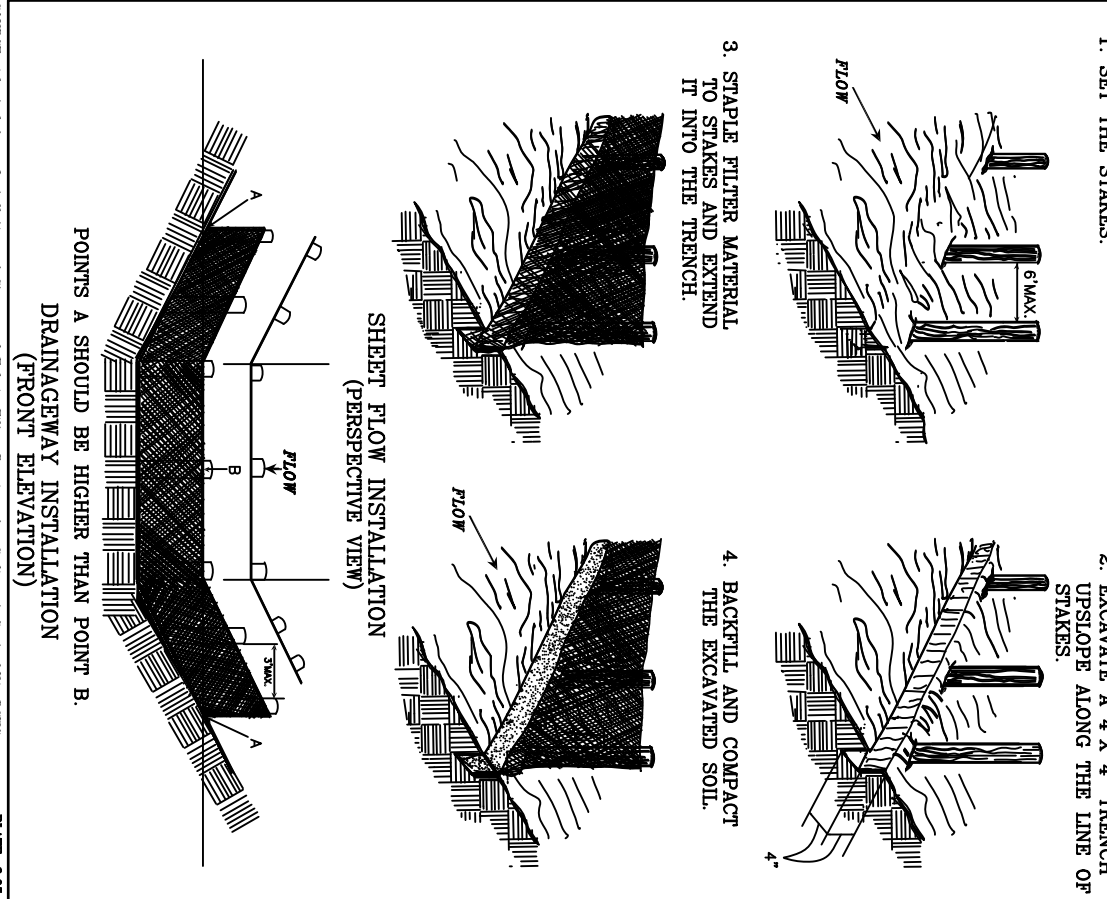 1. SET THE STAKES.
2. EXCAVATE A 4"X 4" TRENCH
UPSLOPE ALONG THE LINE OF
STAKES.
FLOW
6'MAX.
4"
3. STAPLE FILTER MATERIAL
TO STAKES AND EXTEND
IT INTO THE TRENCH.
4. BACKFILL AND COMPACT
THE EXCAVATED SOIL.
FLOW
SHEET FLOW INSTALLATION
(PERSPECTIVE VIEW)
FLOW
B
A
3'MAX.
A
POINTS A SHOULD BE HIGHER THAN POINT B.
DRAINAGEWAY INSTALLATION
(FRONT ELEVATION)